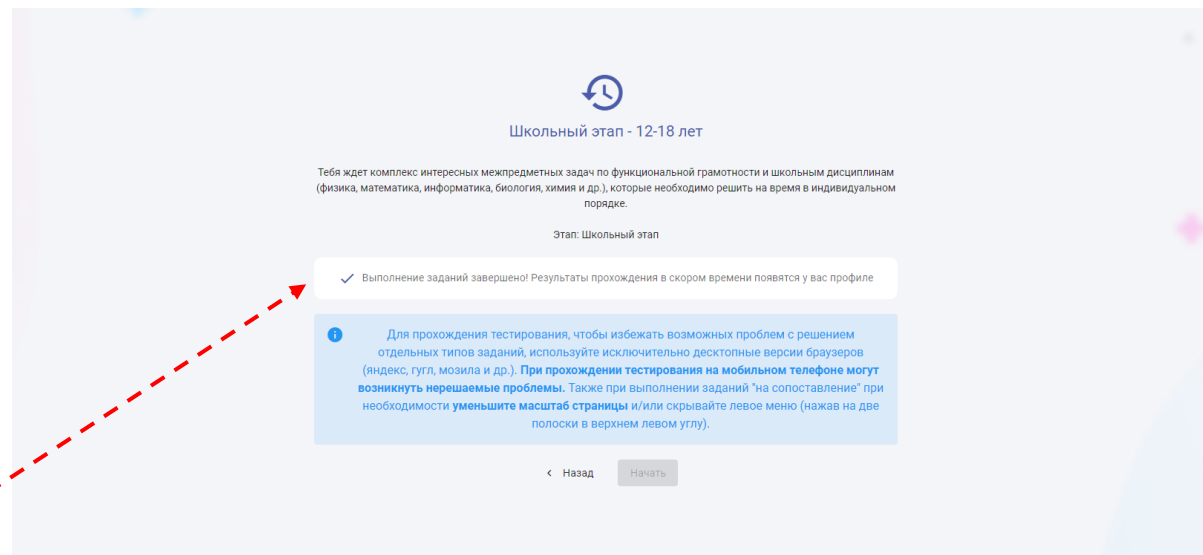 Школьный этап - 12-18 лет
Тебя ждет комплекс интересных межпредметных задач по функциональной грамотности и школьным дисциплинам
(физика, математика, информатика, биология, химия и др.), которые необходимо решить на время в индивидуальном
порядке.
Этап: Школьный этап
Выполнение заданий завершено! Результаты прохождения в скором времени появятся у вас профиле
Для прохождения тестирования, чтобы избежать возможных проблем с решением
отдельных типов заданий, используйте исключительно десктопные версии браузеров
(яндекс, гугл, мозила и др.). При прохождении тестирования на мобильном телефоне могут
возникнуть нерешаемые проблемы. Также при выполнении заданий "на сопоставление" при
необходимости уменьшите масштаб страницы и/или скрывайте левое меню (нажав на две
полоски в верхнем левом углу).
Назад Начать